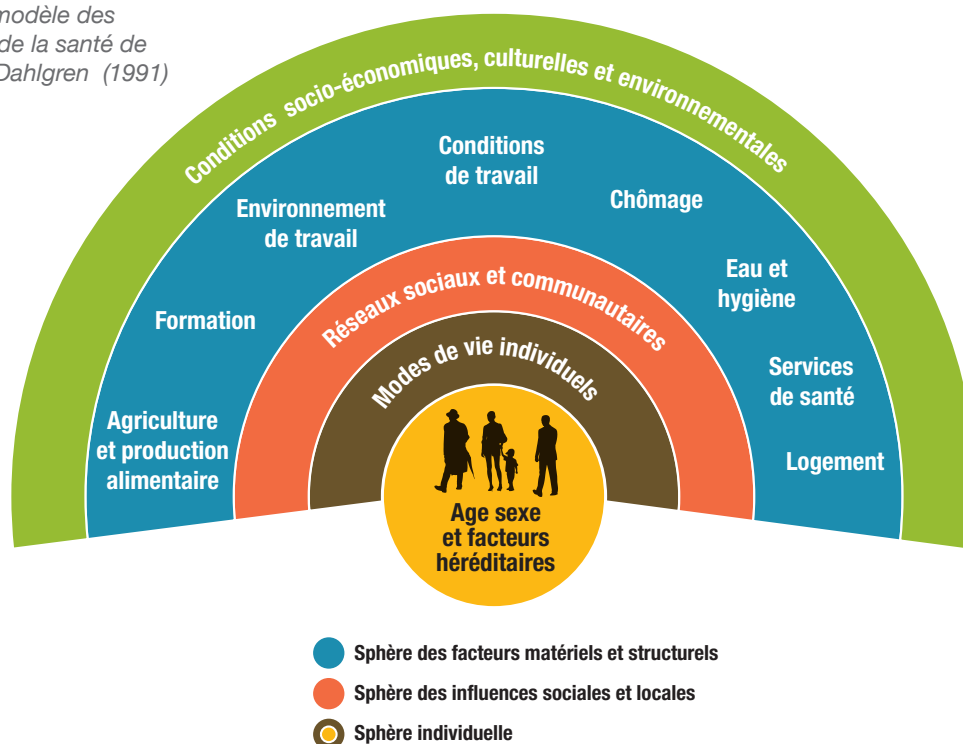 modèle des
de la santé de
Dahlgren (1991)
Conditions socio-économiques, culturelles et environnementales
Conditions
de travail
Environnement
de travail
Chômage
Formation
Eau et
hygiène
Agriculture
et production
alimentaire
Services
de santé
Logement
Réseaux sociaux et communautaires
Modes de vie individuels
Age sexe
et facteurs
héréditaires
Sphère des facteurs matériels et structurels
Sphère des influences sociales et locales
Sphère individuelle